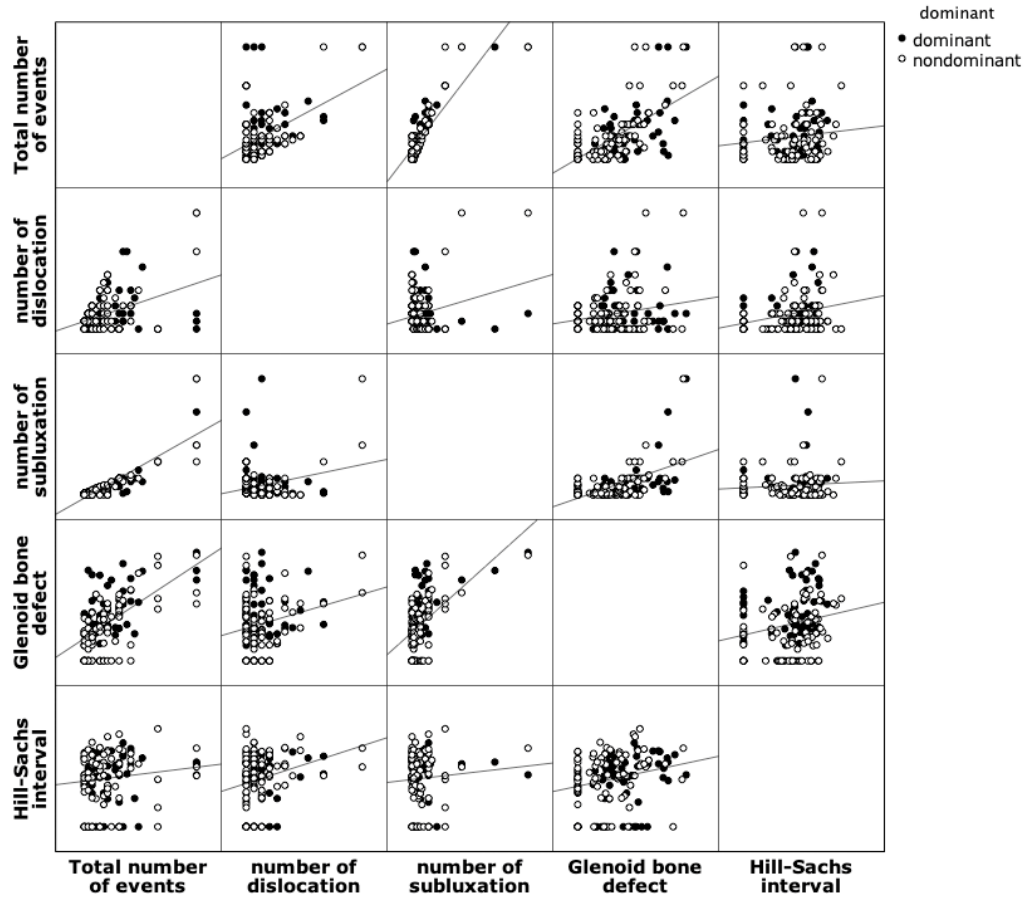 dominant
dominant
nondominant
Total number
of events
number of
dislocation
number of
subluxation
Glenoid bone
defect
Hill-Sachs
interval
Total number
of events
number of
dislocation
number of
subluxation
Glenoid bone
defect
Hill-Sachs
interval